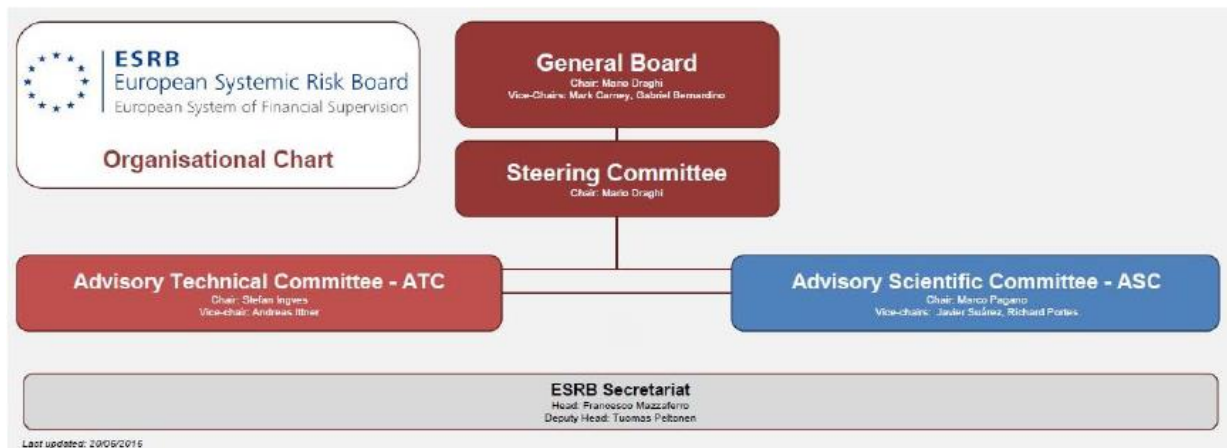 ESRB
European Systemic Risk Board
European System of Financial Supervision
Organisational Chart
General Board
Chair: Mario Draghi
Vice-Chairs: Mark Carney, Gabriel Bernardino
Steering Committee
Chair: Mario Draghi
Advisory Technical Committee - ATC
Chair: Stefan Ingves
Vice-chair: Andreas Ittner
Advisory Scientific Committee - ASC
Chair: Marco Pagano
Vice-chairs: Javier Suárez, Richard Portes
ESRB Secretariat
Head: Francesco Mazzaferro
Deputy Head: Tuomas Peltonen
Last updated: